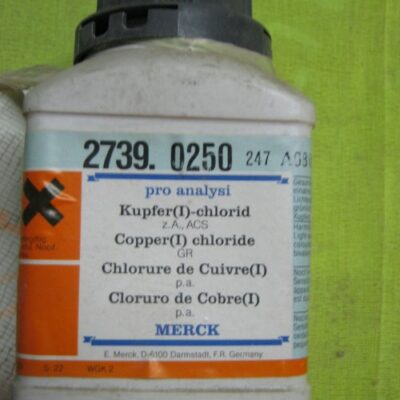 2739. 0250 247
pro analysi
Kupfer(I)-chlorid
z.A., ACS
Copper(I) chloride
GR
Chlorure de Cuivre(I)
p.a.
Cloruro de Cobre(I)
p.a.
MERCK
E. Merck, D-6100 Darmstadt, F.R. Germany
S: 22 WGK 2